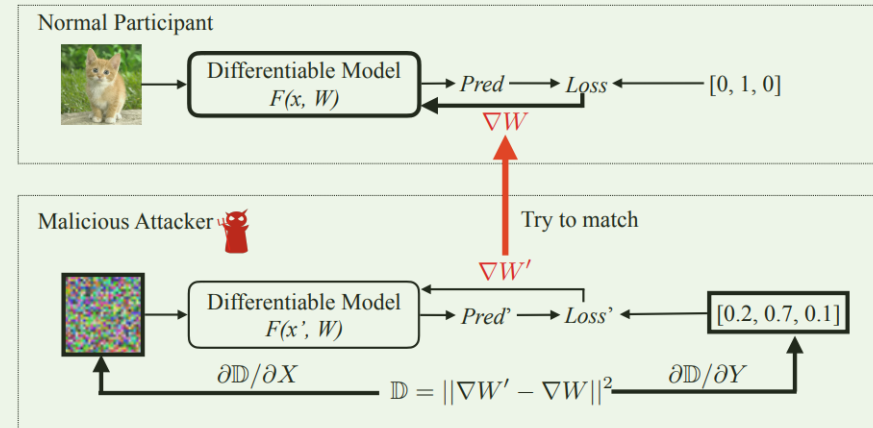 Normal Participant
Differentiable Model
F(x, W)
Pred
Loss
[0, 1, 0]
∇W
Malicious Attacker
Try to match
∇W′
Differentiable Model
F(x’, W)
Pred’
Loss’
[0.2, 0.7, 0.1]
∂𝔻/∂X
𝔻 = ||∇W′ − ∇W||²
∂𝔻/∂Y